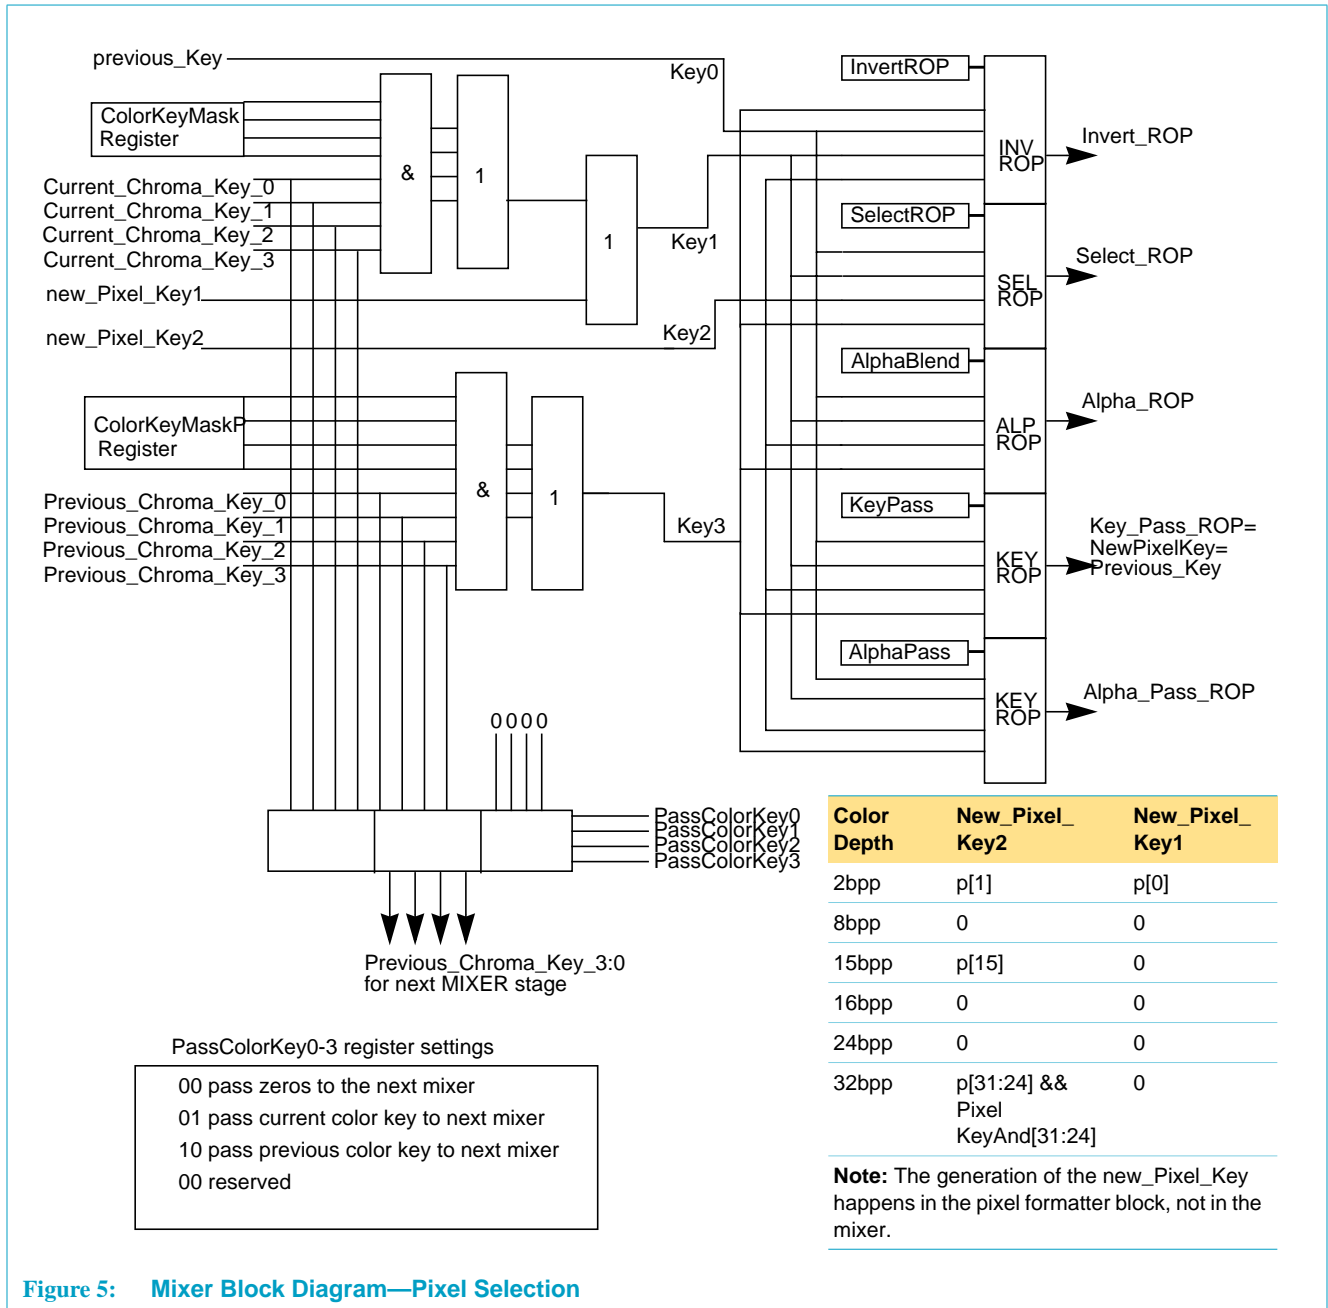 previous_Key
Key0
InvertROP
ColorKeyMask
Register
INV
ROP
Invert_ROP
&
1
Current_Chroma_Key_0
Current_Chroma_Key_1
Current_Chroma_Key_2
Current_Chroma_Key_3
SelectROP
1
Key1
Select_ROP
new_Pixel_Key1
SEL
ROP
new_Pixel_Key2
Key2
AlphaBlend
ColorKeyMaskP
Register
ALP
ROP
Alpha_ROP
&
1
Previous_Chroma_Key_0
Previous_Chroma_Key_1
Previous_Chroma_Key_2
Previous_Chroma_Key_3
KeyPass
Key3
KEY
ROP
Key_Pass_ROP=
NewPixelKey=
Previous_Key
AlphaPass
KEY
ROP
Alpha_Pass_ROP
0 0 0 0
PassColorKey0
PassColorKey1
PassColorKey2
PassColorKey3
Previous_Chroma_Key_3:0
for next MIXER stage
PassColorKey0-3 register settings
00 pass zeros to the next mixer
01 pass current color key to next mixer
10 pass previous color key to next mixer
00 reserved
Color Depth New_Pixel_Key2 New_Pixel_Key1
2bpp p[1] p[0]
8bpp 0 0
15bpp p[15] 0
16bpp 0 0
24bpp 0 0
32bpp p[31:24] && Pixel KeyAnd[31:24] 0
Note: The generation of the new_Pixel_Key
happens in the pixel formatter block, not in the
mixer.
Figure 5: Mixer Block Diagram—Pixel Selection